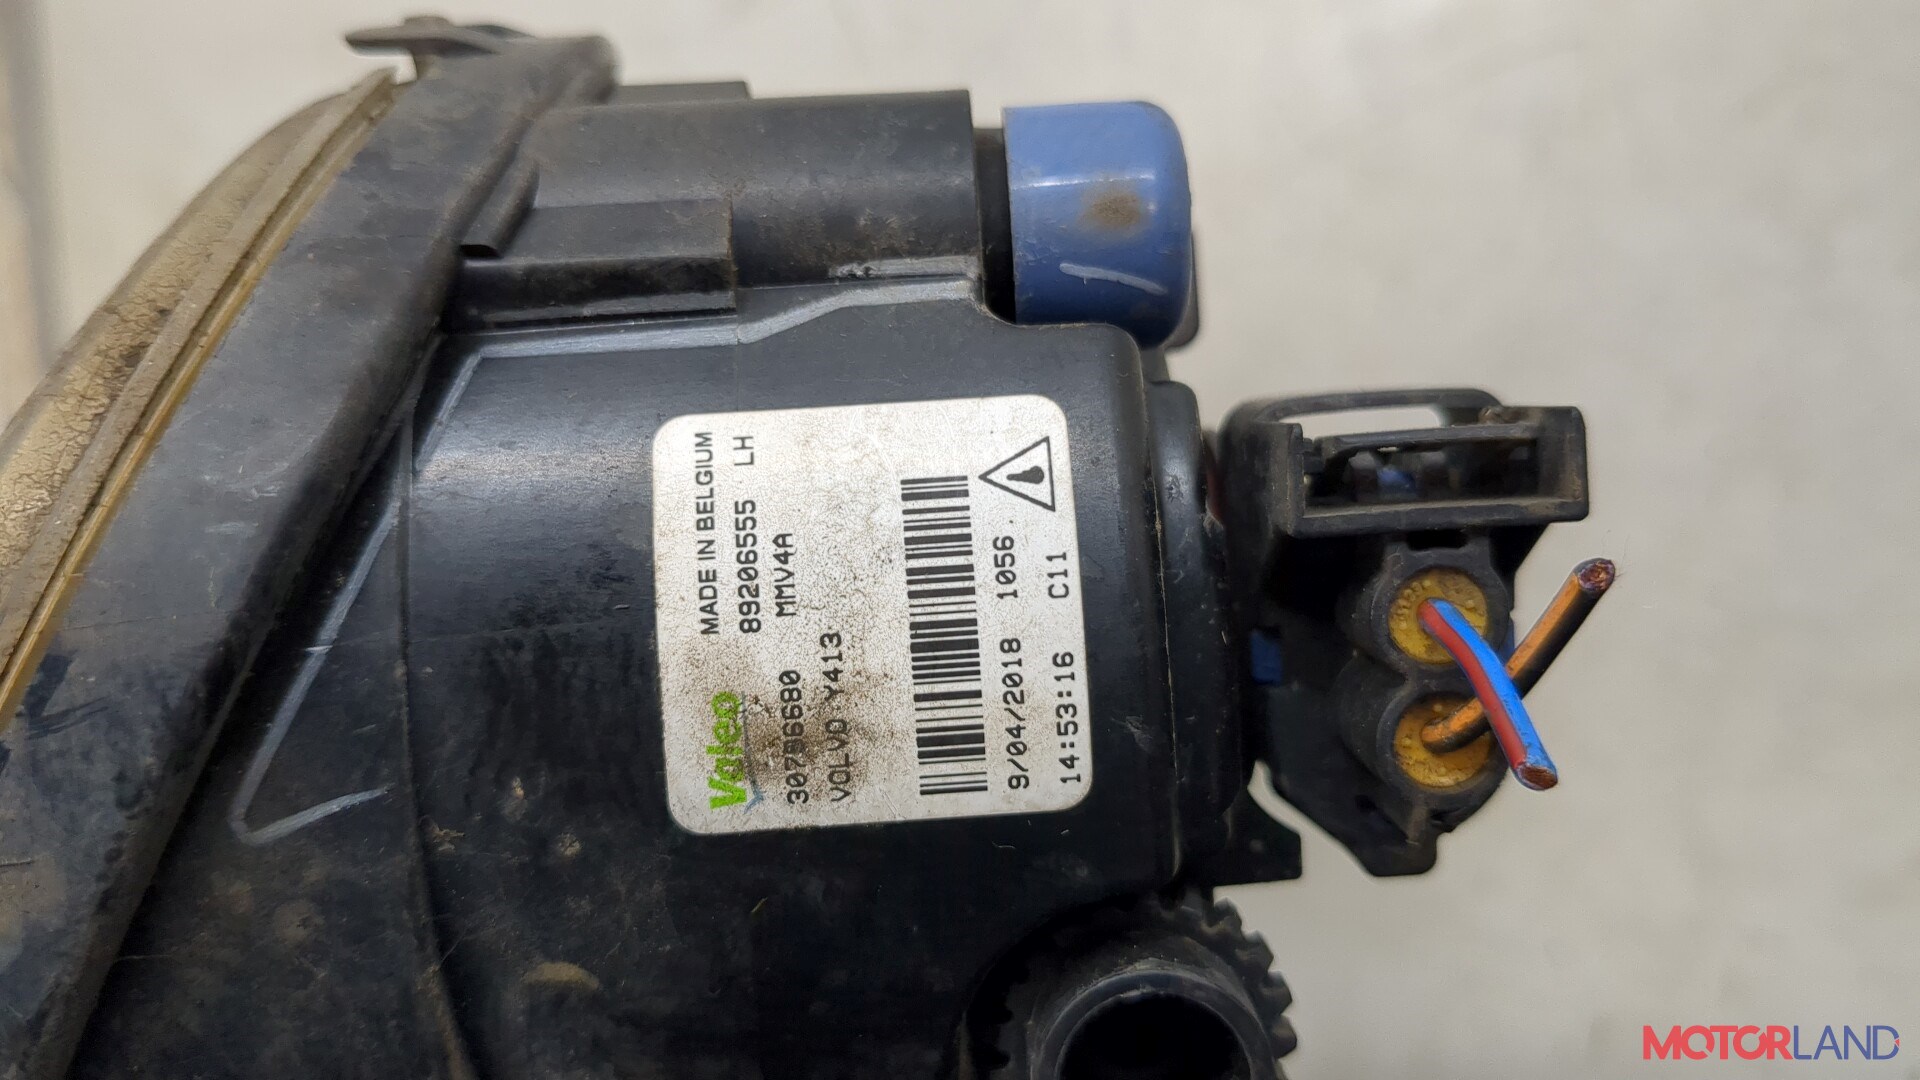 Valeo MADE IN BELGIUM
89206555 LH
30796680 MMV4A
VOLVO Y413
9/04/2018 1056
14:53:16 C11
MOTORLAND